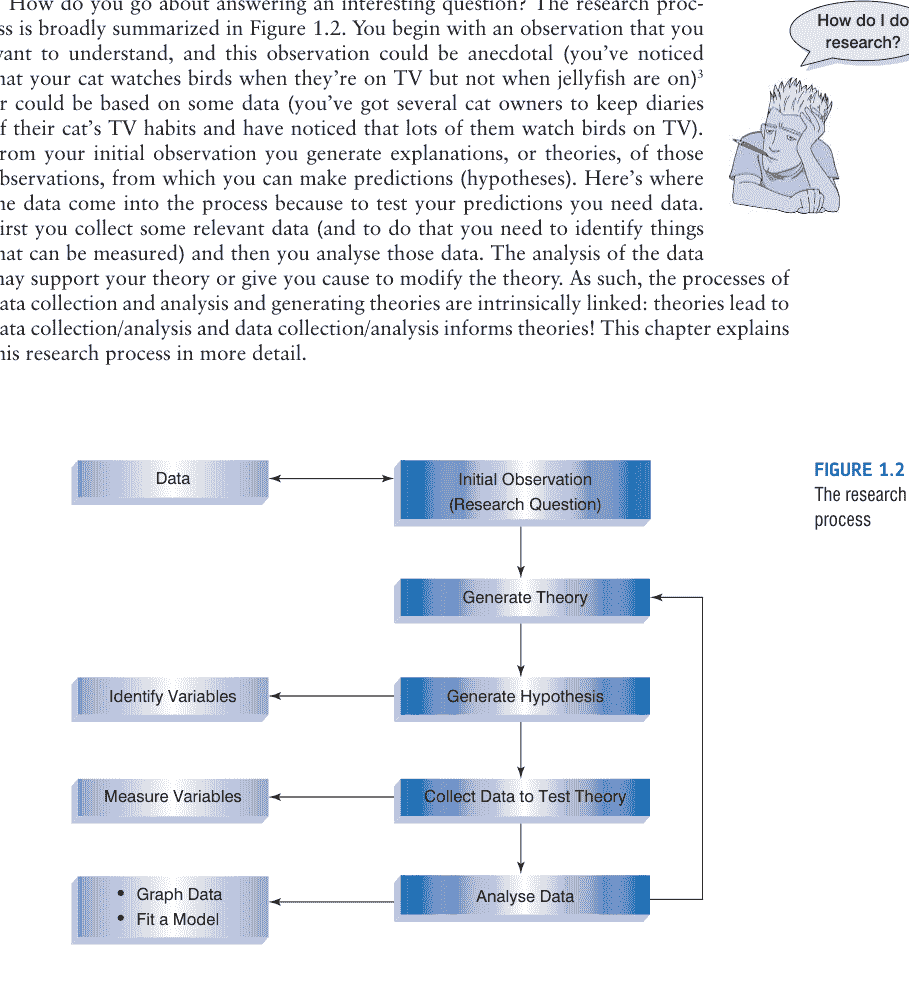 How do you go about answering an interesting question? The research proc-
ss is broadly summarized in Figure 1.2. You begin with an observation that you
ant to understand, and this observation could be anecdotal (you've noticed
hat your cat watches birds when they're on TV but not when jellyfish are on)³
r could be based on some data (you've got several cat owners to keep diaries
f their cat's TV habits and have noticed that lots of them watch birds on TV).
rom your initial observation you generate explanations, or theories, of those
bservations, from which you can make predictions (hypotheses). Here's where
he data come into the process because to test your predictions you need data.
irst you collect some relevant data (and to do that you need to identify things
hat can be measured) and then you analyse those data. The analysis of the data
may support your theory or give you cause to modify the theory. As such, the processes of
ata collection and analysis and generating theories are intrinsically linked: theories lead to
ata collection/analysis and data collection/analysis informs theories! This chapter explains
his research process in more detail.
How do I do
research?
Data
Initial Observation
(Research Question)
FIGURE 1.2
The research
process
Generate Theory
Identify Variables
Generate Hypothesis
Measure Variables
Collect Data to Test Theory
• Graph Data
• Fit a Model
Analyse Data